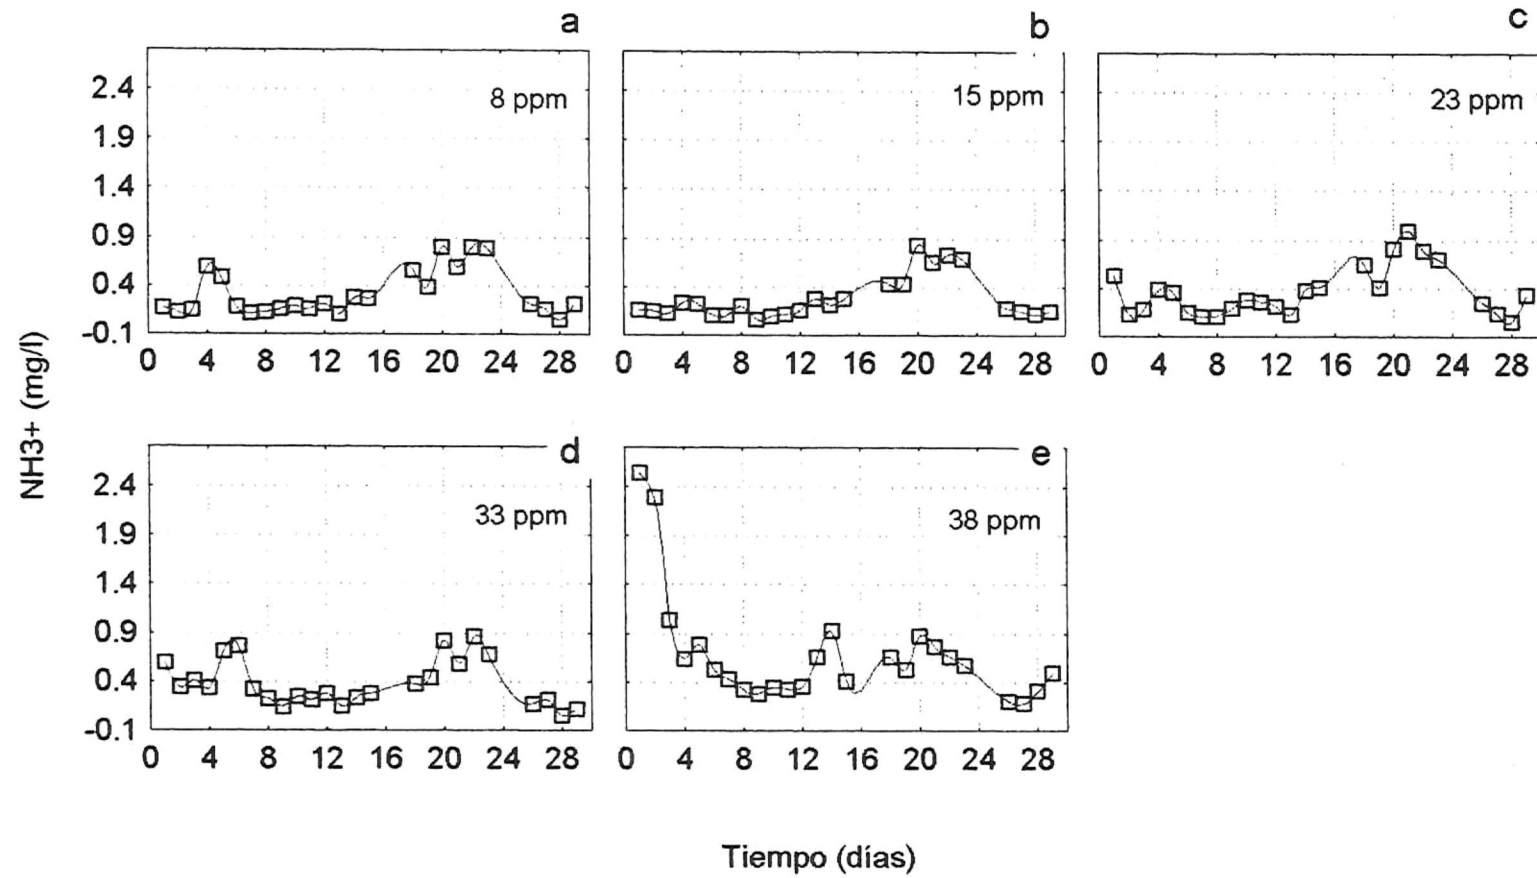 a
b
c
8 ppm
15 ppm
23 ppm
2.4
1.9
1.4
0.9
0.4
-0.1
0 4 8 12 16 20 24 28
0 4 8 12 16 20 24 28
0 4 8 12 16 20 24 28
NH3+ (mg/l)
d
e
33 ppm
38 ppm
2.4
1.9
1.4
0.9
0.4
-0.1
0 4 8 12 16 20 24 28
0 4 8 12 16 20 24 28
Tiempo (días)